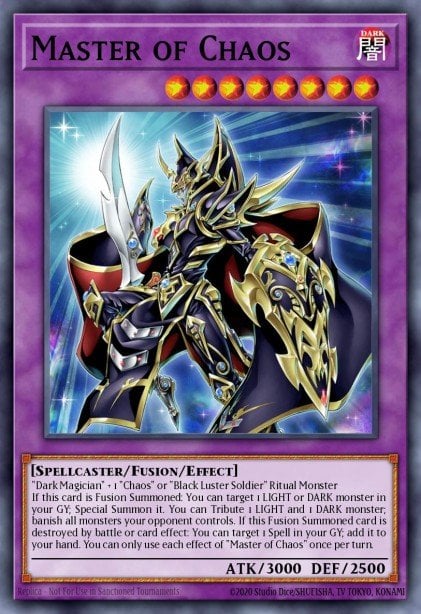 MASTER OF CHAOS
DARK
闇
[SPELLCASTER/FUSION/EFFECT]
"Dark Magician" + 1 "Chaos" or "Black Luster Soldier" Ritual Monster
If this card is Fusion Summoned: You can target 1 LIGHT or DARK monster in
your GY; Special Summon it. You can Tribute 1 LIGHT and 1 DARK monster;
banish all monsters your opponent controls. If this Fusion Summoned card is
destroyed by battle or card effect: You can target 1 Spell in your GY; add it to
your hand. You can only use each effect of "Master of Chaos" once per turn.
ATK/3000 DEF/2500
Replica - Not For Use in Sanctioned Tournaments
©2020 Studio Dice/SHUEISHA, TV TOKYO, KONAMI